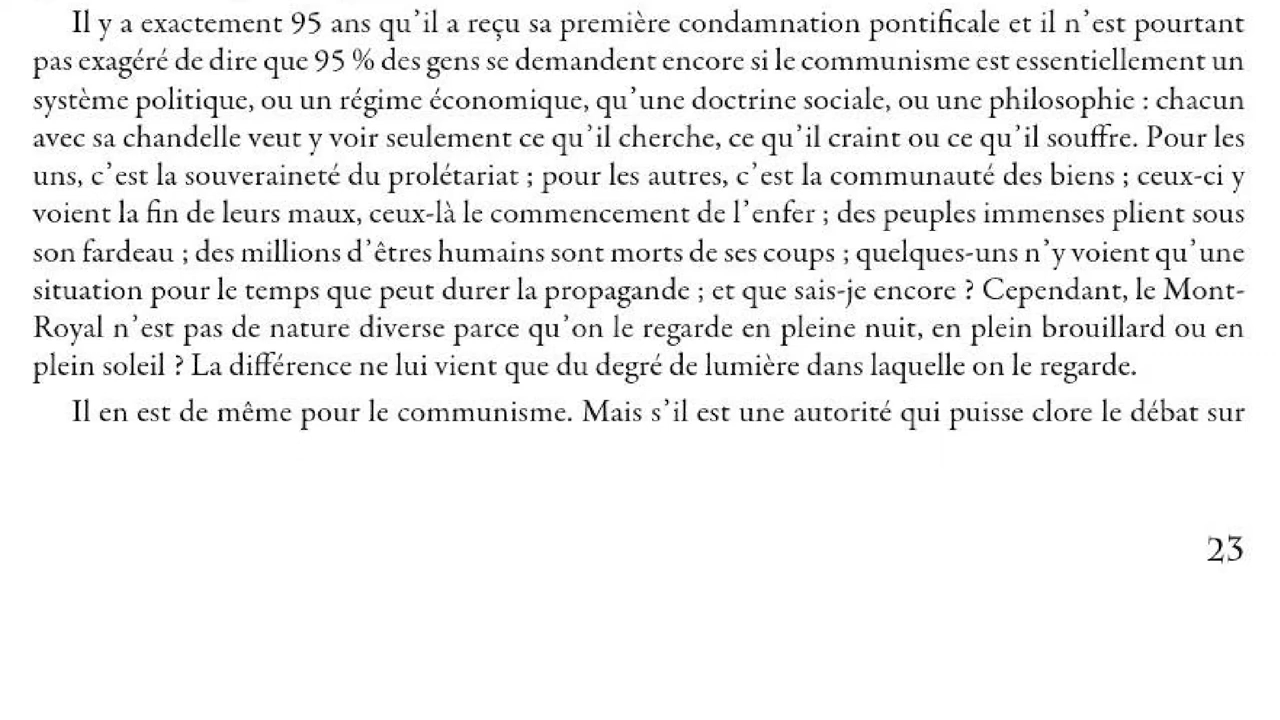 Il y a exactement 95 ans qu’il a reçu sa première condamnation pontificale et il n’est pourtant
pas exagéré de dire que 95 % des gens se demandent encore si le communisme est essentiellement un
système politique, ou un régime économique, qu’une doctrine sociale, ou une philosophie : chacun
avec sa chandelle veut y voir seulement ce qu’il cherche, ce qu’il craint ou ce qu’il souffre. Pour les
uns, c’est la souveraineté du prolétariat ; pour les autres, c’est la communauté des biens ; ceux-ci y
voient la fin de leurs maux, ceux-là le commencement de l’enfer ; des peuples immenses plient sous
son fardeau ; des millions d’êtres humains sont morts de ses coups ; quelques-uns n’y voient qu’une
situation pour le temps que peut durer la propagande ; et que sais-je encore ? Cependant, le Mont-
Royal n’est pas de nature diverse parce qu’on le regarde en pleine nuit, en plein brouillard ou en
plein soleil ? La différence ne lui vient que du degré de lumière dans laquelle on le regarde.
Il en est de même pour le communisme. Mais s’il est une autorité qui puisse clore le débat sur
23